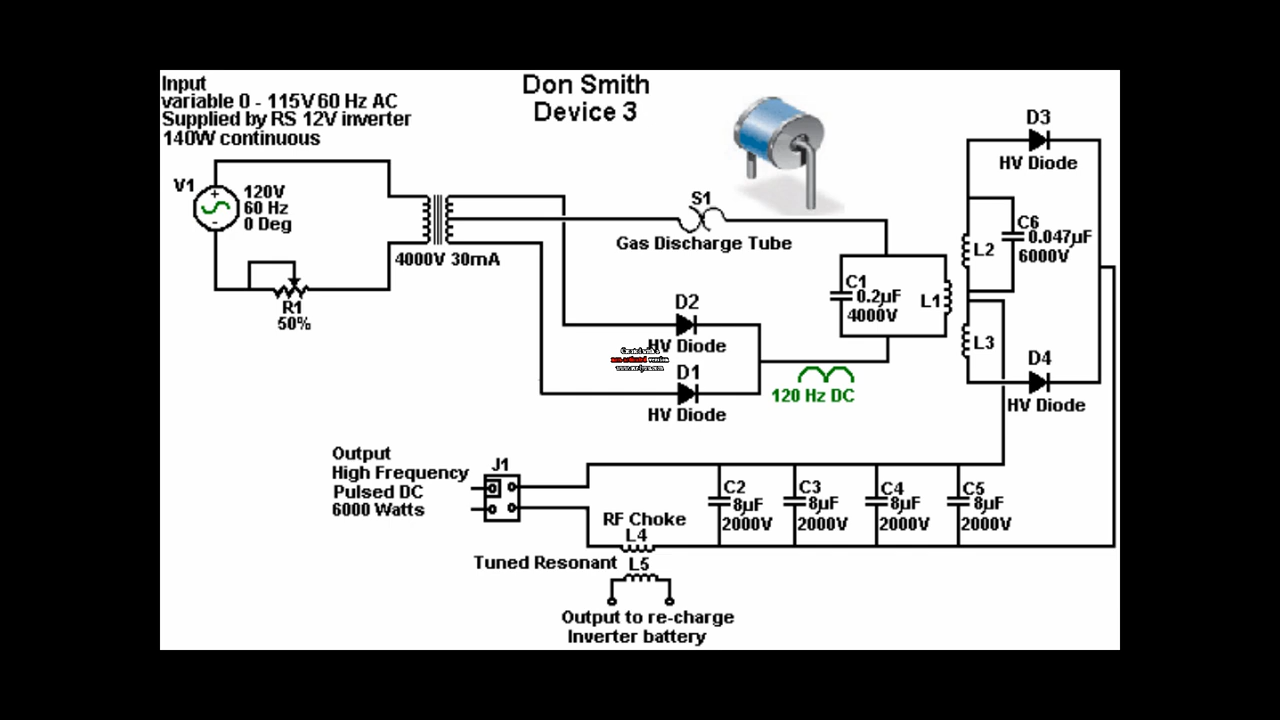 Input
variable 0 - 115V 60 Hz AC
Supplied by RS 12V inverter
140W continuous
Don Smith
Device 3
V1
120V
60 Hz
0 Deg
R1
50%
4000V 30mA
S1
Gas Discharge Tube
D2
HV Diode
D1
HV Diode
120 Hz DC
C1
0.2µF
4000V
L1
L2
L3
C6
0.047µF
6000V
D3
HV Diode
D4
HV Diode
Output
High Frequency
Pulsed DC
6000 Watts
J1
C2
8µF
2000V
C3
8µF
2000V
C4
8µF
2000V
C5
8µF
2000V
RF Choke
L4
Tuned Resonant
L5
Output to re-charge
Inverter battery